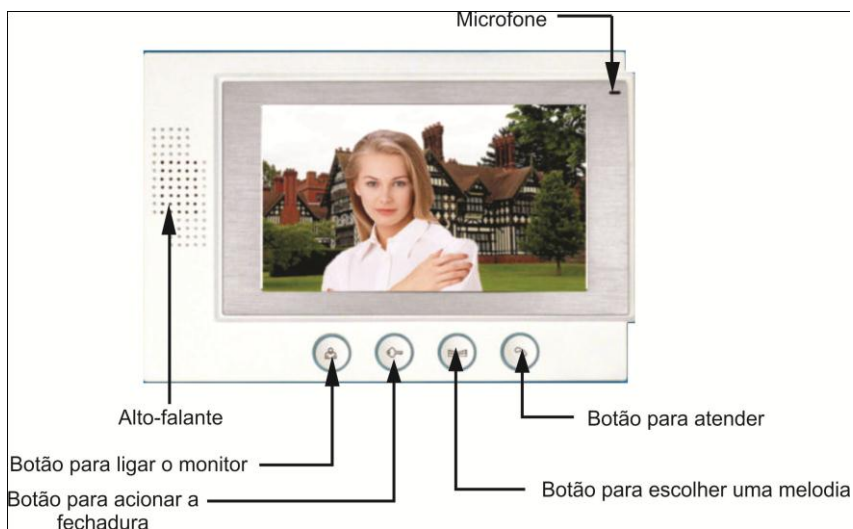 Microfone
Alto-falante
Botão para atender
Botão para ligar o monitor
Botão para escolher uma melodia
Botão para acionar a
fechadura